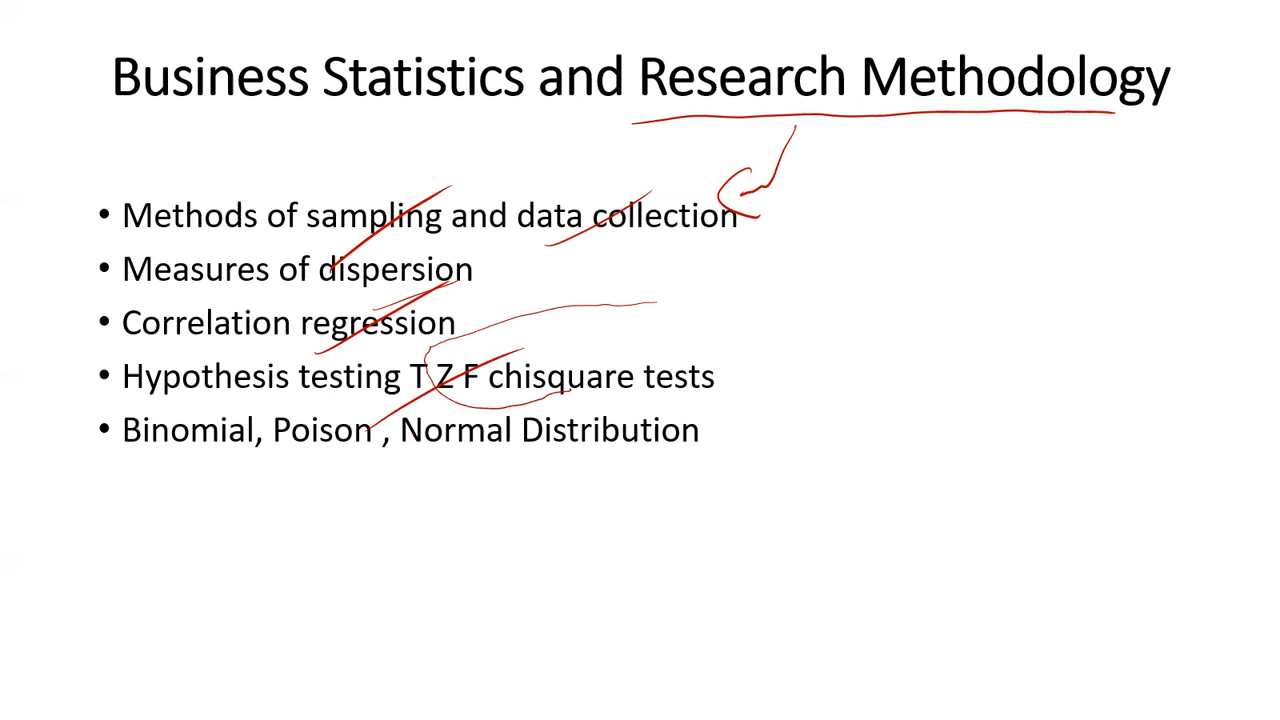 Business Statistics and Research Methodology
• Methods of sampling and data collection
• Measures of dispersion
• Correlation regression
• Hypothesis testing T Z F chisquare tests
• Binomial, Poison , Normal Distribution